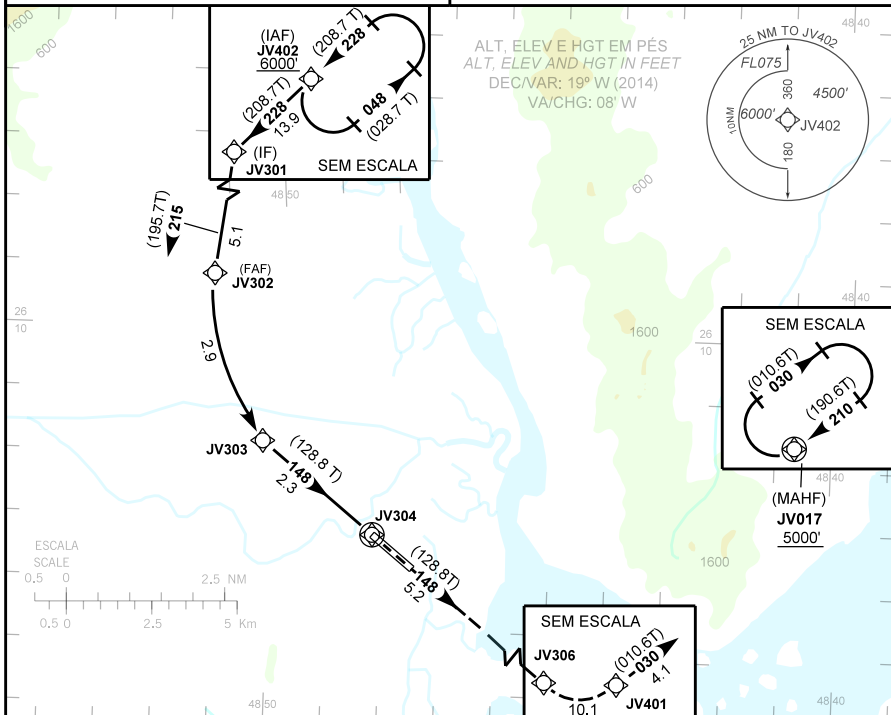 1600
600
(IAF)
JV402
6000'
(208.7 T)
228
(208.7T)
228
13.9
048
(028.7 T)
(IF)
JV301
SEM ESCALA
48 50
ALT, ELEV E HGT EM PÉS
ALT, ELEV AND HGT IN FEET
DEC/VAR: 19º W (2014)
VA/CHG: 08' W
48 40
25 NM TO JV402
FL075
360
4500'
6000'
10NM
JV402
180
600
(195.7T)
215
5.1
(FAF)
JV302
26
10
2.9
48 40
SEM ESCALA
26
10
1600
(010.6T)
030
(190.6T)
210
JV303
(128.8 T)
148
2.3
48 40
(MAHF)
JV017
5000'
JV304
(128.8T)
148
5.2
ESCALA
SCALE
0.5 0 2.5 NM
0.5 0 2.5 5 Km
1600
SEM ESCALA
JV306
(010.6T)
030
4.1
JV401
10.1
48 50
48 40